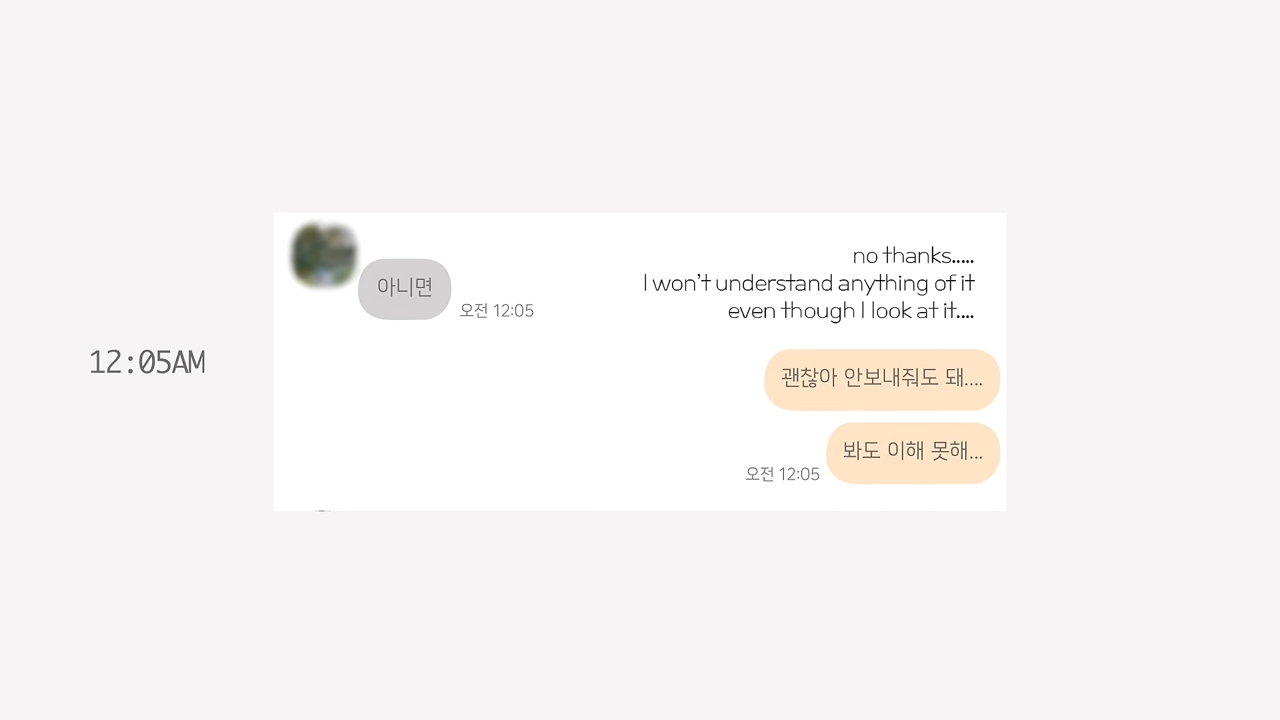 아니면
오전 12:05
no thanks.....
I won't understand anything of it
even though I look at it....
12:05AM
괜찮아 안보내줘도 돼....
봐도 이해 못해...
오전 12:05